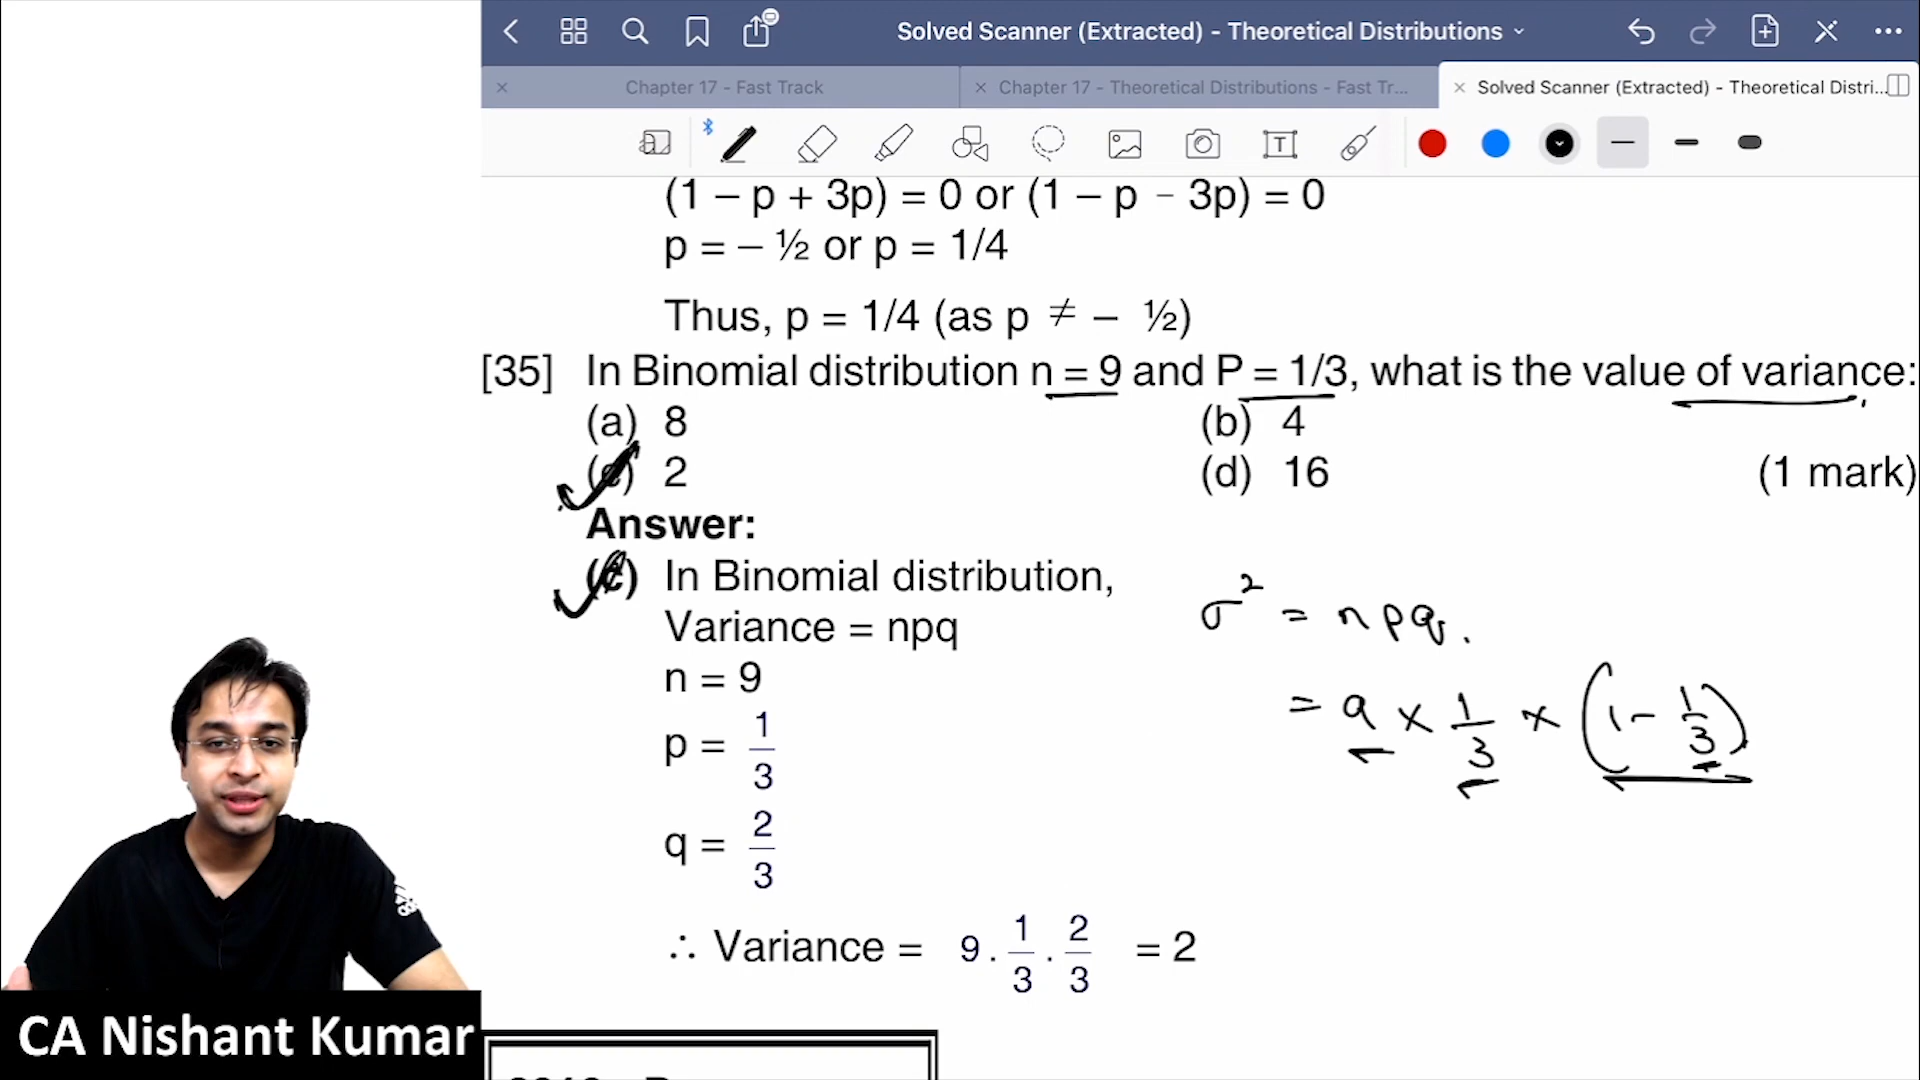 Solved Scanner (Extracted) - Theoretical Distributions
Chapter 17 - Fast Track
Chapter 17 - Theoretical Distributions - Fast Tr...
Solved Scanner (Extracted) - Theoretical Distri...
(1 – p + 3p) = 0 or (1 – p - 3p) = 0
p = – ½ or p = 1/4
Thus, p = 1/4 (as p ≠ – ½)
[35] In Binomial distribution n = 9 and P = 1/3, what is the value of variance:
(a) 8 (b) 4
(c) 2 (d) 16 (1 mark)
Answer:
(c) In Binomial distribution,
Variance = npq
n = 9
p = 1/3
q = 2/3
∴ Variance = 9 . 1/3 . 2/3 = 2
σ² = npq.
= 9 × 1/3 × (1 - 1/3)
CA Nishant Kumar